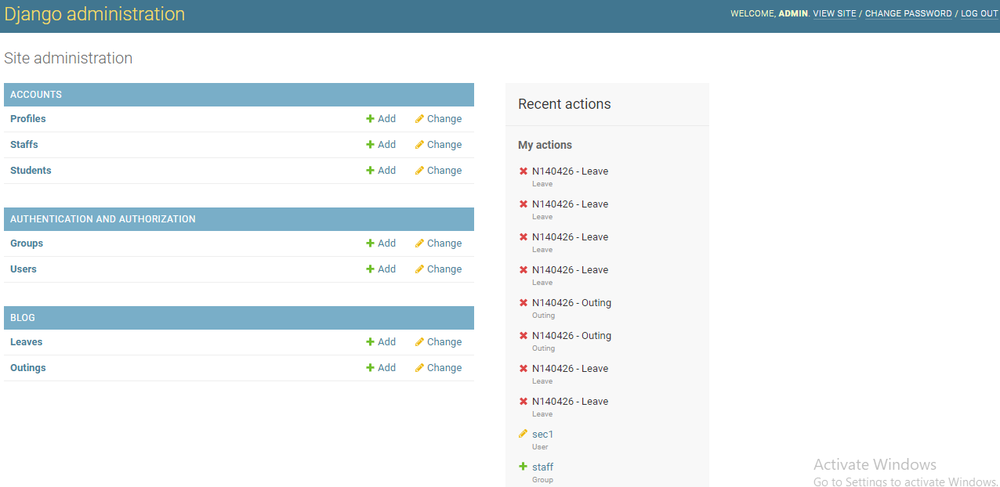 Django administration
WELCOME, ADMIN. VIEW SITE / CHANGE PASSWORD / LOG OUT
Site administration
ACCOUNTS
Profiles Add Change
Staffs Add Change
Students Add Change
AUTHENTICATION AND AUTHORIZATION
Groups Add Change
Users Add Change
BLOG
Leaves Add Change
Outings Add Change
Recent actions
My actions
N140426 - Leave
Leave
N140426 - Leave
Leave
N140426 - Leave
Leave
N140426 - Leave
Leave
N140426 - Outing
Outing
N140426 - Outing
Outing
N140426 - Leave
Leave
N140426 - Leave
Leave
sec1
User
staff
Group
Activate Windows
Go to Settings to activate Windows.